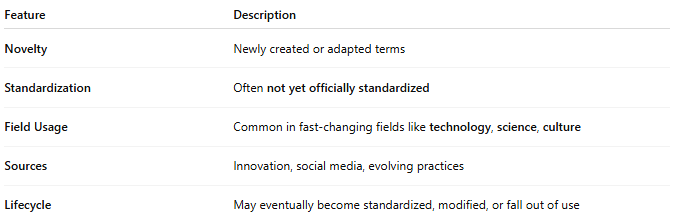 Feature Description
Novelty Newly created or adapted terms
Standardization Often not yet officially standardized
Field Usage Common in fast-changing fields like technology, science, culture
Sources Innovation, social media, evolving practices
Lifecycle May eventually become standardized, modified, or fall out of use